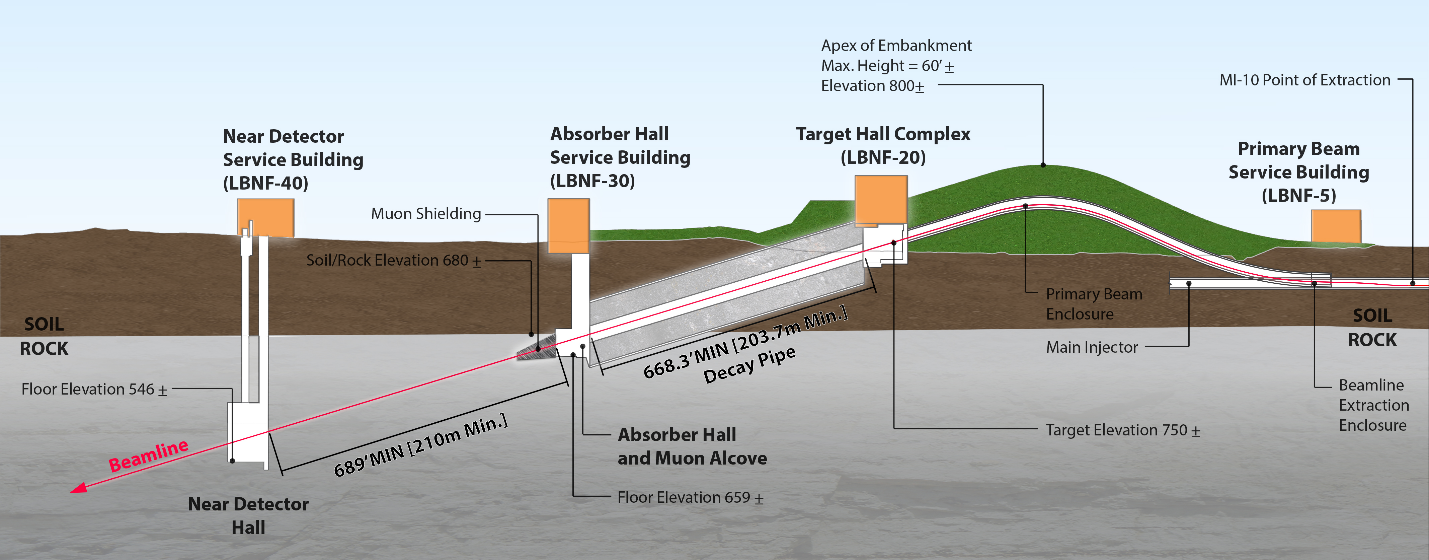 Apex of Embankment
Max. Height = 60' ±
Elevation 800±
MI-10 Point of Extraction
Near Detector
Service Building
(LBNF-40)
Absorber Hall
Service Building
(LBNF-30)
Target Hall Complex
(LBNF-20)
Primary Beam
Service Building
(LBNF-5)
Muon Shielding
Soil/Rock Elevation 680 ±
SOIL
ROCK
Primary Beam
Enclosure
Main Injector
SOIL
ROCK
668.3'MIN [203.7m Min.]
Decay Pipe
Floor Elevation 546 ±
Beamline
Extraction
Enclosure
Beamline
689'MIN [210m Min.]
Absorber Hall
and Muon Alcove
Target Elevation 750 ±
Floor Elevation 659 ±
Near Detector
Hall